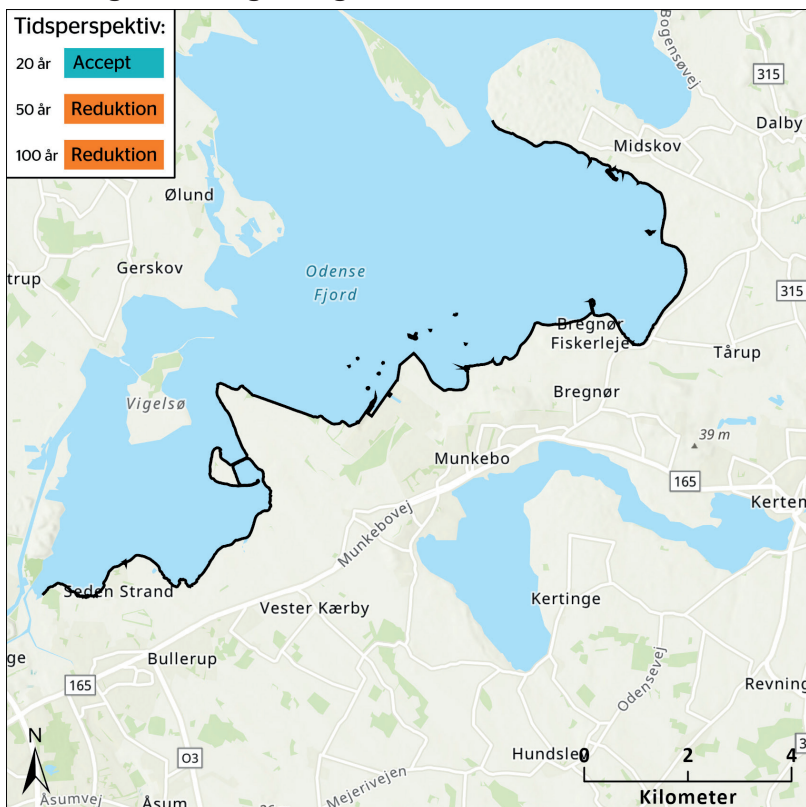 Tidsperspektiv:
20 år Accept
50 år Reduktion
100 år Reduktion
Bogensøvej
315
Dalby
Midskov
Ølund
Gerskov
trup
Odense
Fjord
315
Bregnør
Fiskerleje
Tårup
Vigelsø
Bregnør
39 m
Munkebo
165
Kertem
Munkebovej
Seden Strand
Vester Kærby
Kertinge
ge
Bullerup
165
Odensevej
Revning
N
O3
Hundslev
0 2 4
Kilometer
Mejerivejen
Åsumvej
Åsum